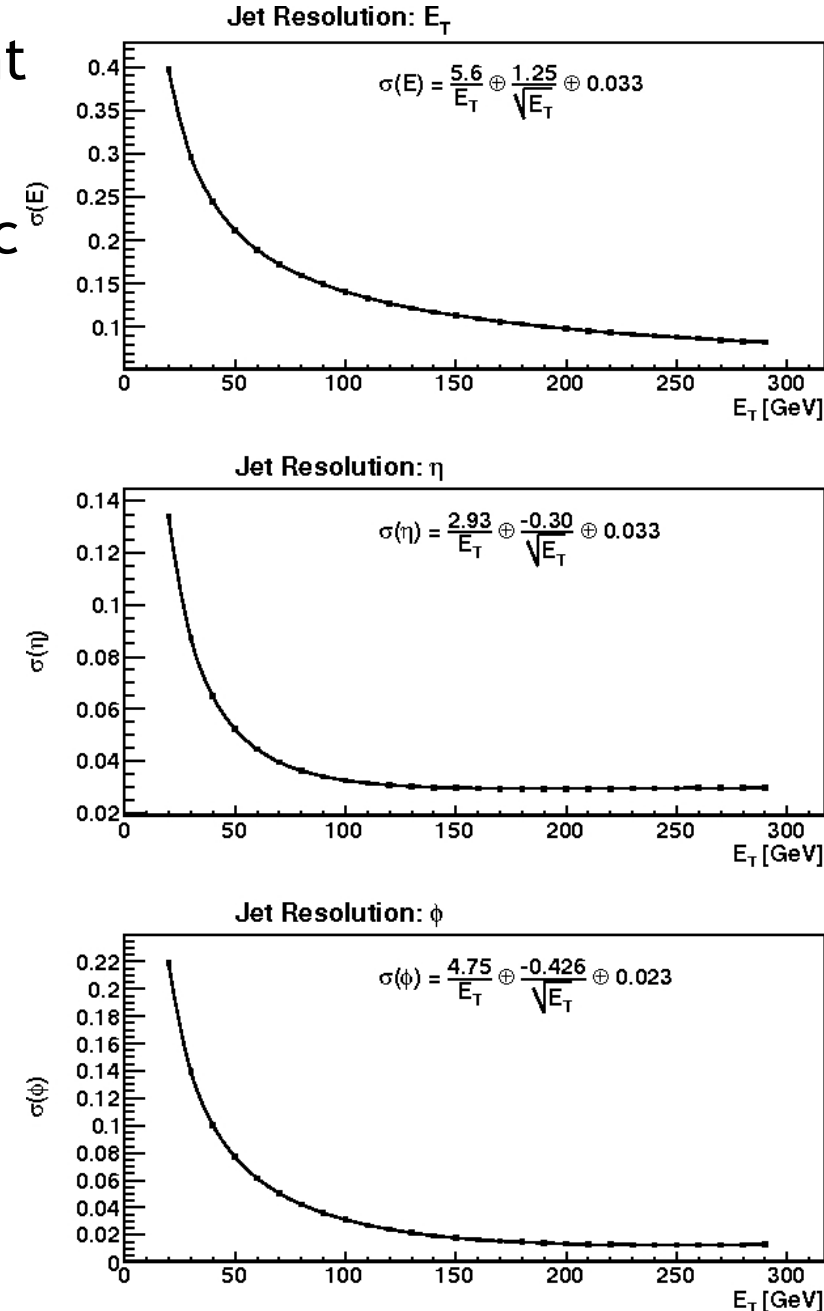 t
c
Jet Resolution: E_T
σ(E) = 5.6/E_T ⊕ 1.25/√E_T ⊕ 0.033
σ(E)
0.4
0.35
0.3
0.25
0.2
0.15
0.1
0 50 100 150 200 250 300
E_T [GeV]
Jet Resolution: η
σ(η) = 2.93/E_T ⊕ -0.30/√E_T ⊕ 0.033
σ(η)
0.14
0.12
0.1
0.08
0.06
0.04
0.02
0 50 100 150 200 250 300
E_T [GeV]
Jet Resolution: ϕ
σ(ϕ) = 4.75/E_T ⊕ -0.426/√E_T ⊕ 0.023
σ(ϕ)
0.22
0.2
0.18
0.16
0.14
0.12
0.1
0.08
0.06
0.04
0.02
0
0 50 100 150 200 250 300
E_T [GeV]